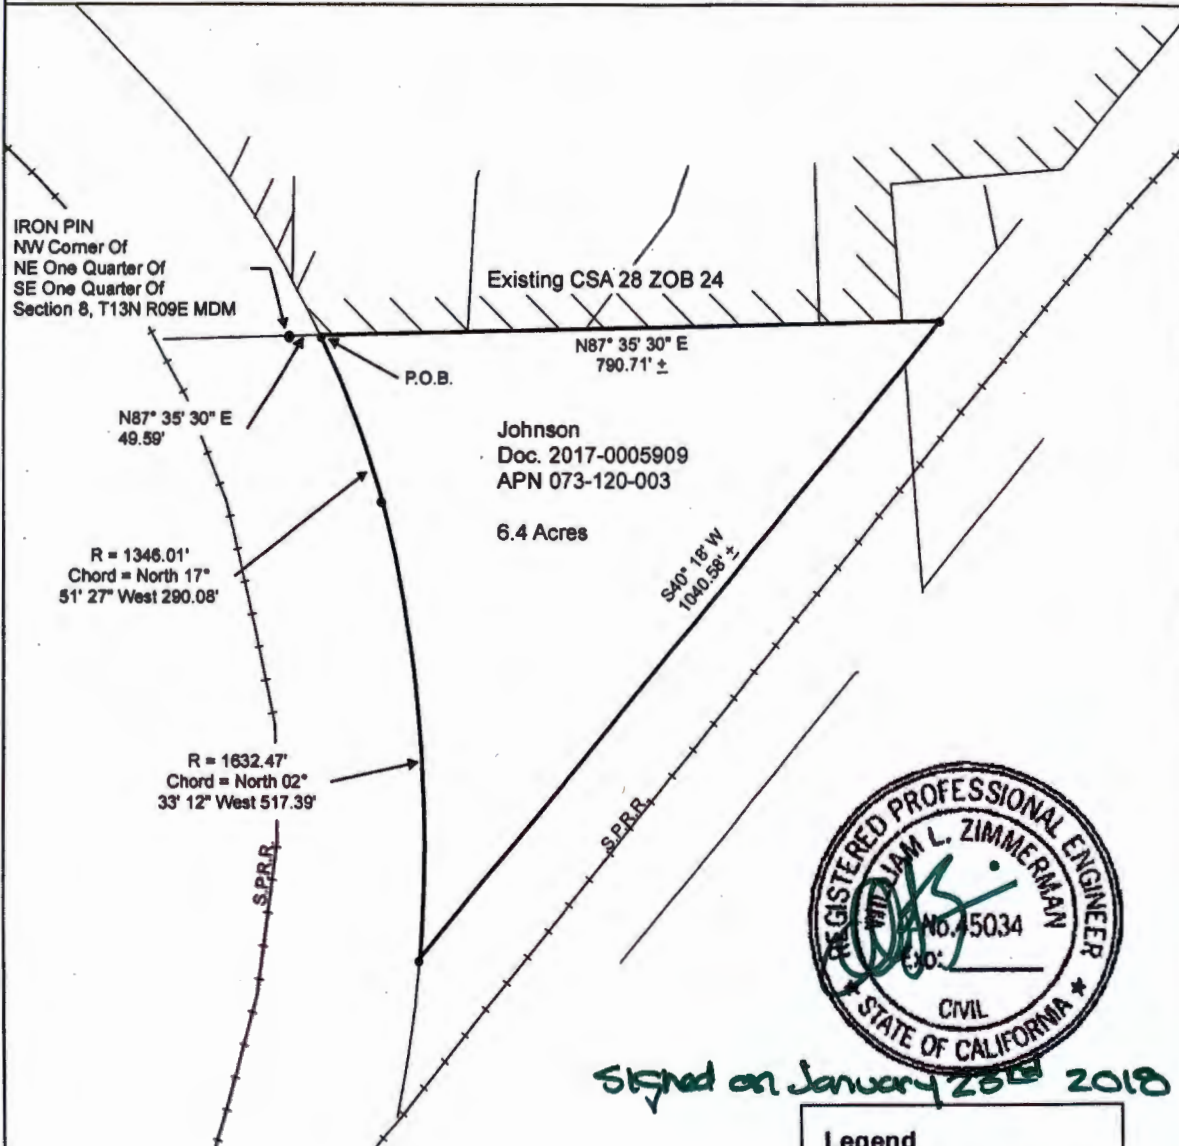 IRON PIN
NW Corner Of
NE One Quarter Of
SE One Quarter Of
Section 8, T13N R09E MDM
Existing CSA 28 ZOB 24
N87° 35' 30" E
790.71' ±
P.O.B.
N87° 35' 30" E
49.59'
Johnson
Doc. 2017-0005909
APN 073-120-003
6.4 Acres
R = 1346.01'
Chord = North 17°
51' 27" West 290.08'
S40° 18' W
1040.58' ±
R = 1632.47'
Chord = North 02°
33' 12" West 517.39'
S.P.R.R.
S.P.R.R.
REGISTERED PROFESSIONAL ENGINEER
WILLIAM L. ZIMMERMAN
No. 45034
Exp.
CIVIL
STATE OF CALIFORNIA
Signed on January 2018
Legend